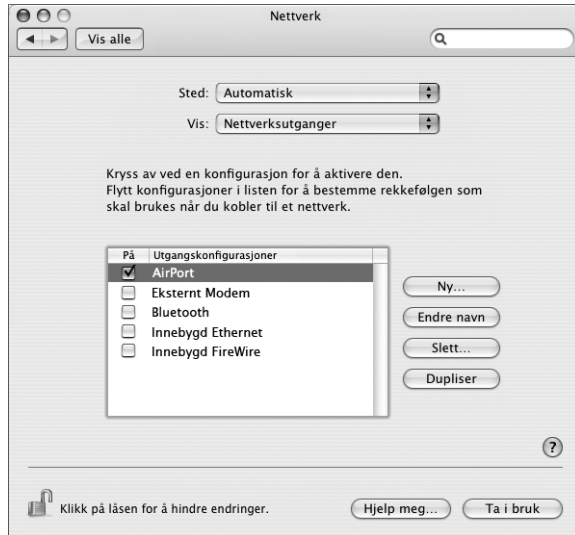 Nettverk
Vis alle
Sted: Automatisk
Vis: Nettverksutganger
Kryss av ved en konfigurasjon for å aktivere den.
Flytt konfigurasjoner i listen for å bestemme rekkefølgen som
skal brukes når du kobler til et nettverk.
På Utgangskonfigurasjoner
AirPort
Eksternt Modem
Bluetooth
Innebygd Ethernet
Innebygd FireWire
Ny...
Endre navn
Slett...
Dupliser
?
Klikk på låsen for å hindre endringer.
Hjelp meg...
Ta i bruk